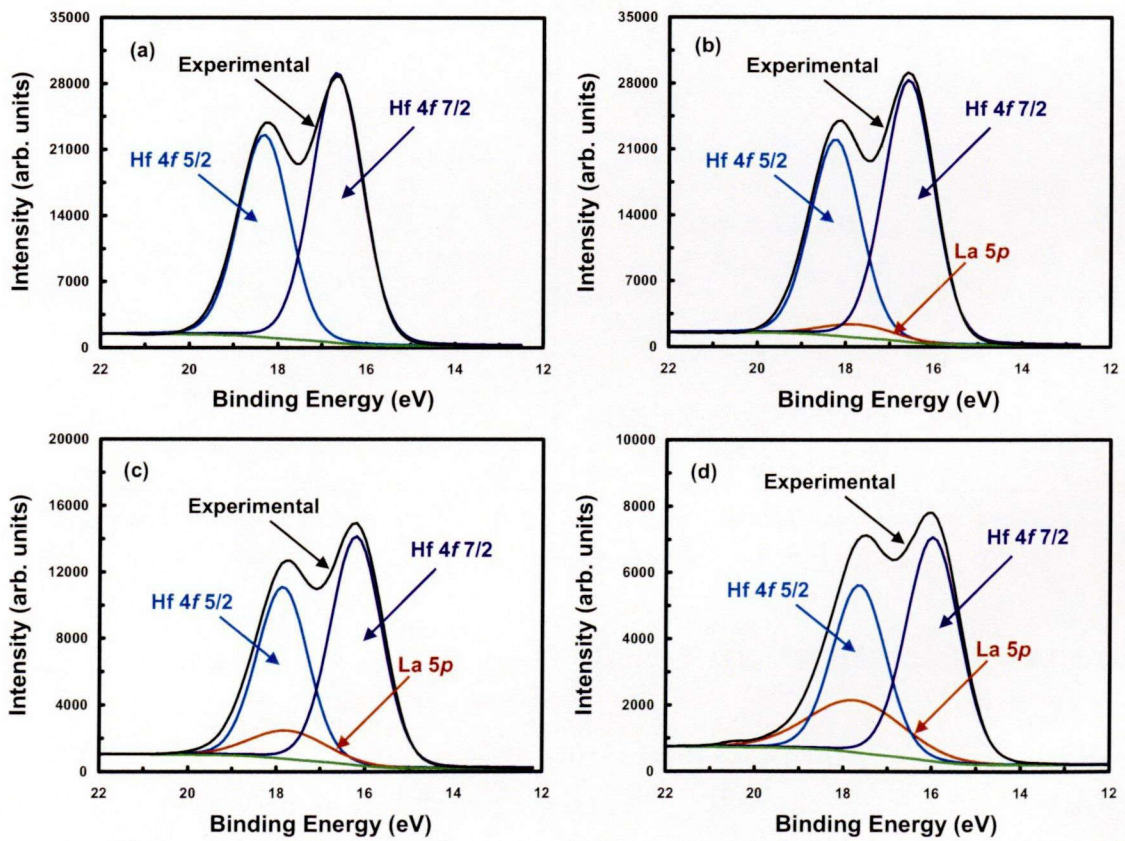 35000
28000
21000
14000
7000
0
Intensity (arb. units)
(a)
Experimental
Hf 4f 7/2
Hf 4f 5/2
22 20 18 16 14 12
Binding Energy (eV)
35000
28000
21000
14000
7000
0
Intensity (arb. units)
(b)
Experimental
Hf 4f 7/2
Hf 4f 5/2
La 5p
22 20 18 16 14 12
Binding Energy (eV)
20000
16000
12000
8000
4000
0
Intensity (arb. units)
(c)
Experimental
Hf 4f 7/2
Hf 4f 5/2
La 5p
22 20 18 16 14 12
Binding Energy (eV)
10000
8000
6000
4000
2000
0
Intensity (arb. units)
(d)
Experimental
Hf 4f 7/2
Hf 4f 5/2
La 5p
22 20 18 16 14 12
Binding Energy (eV)